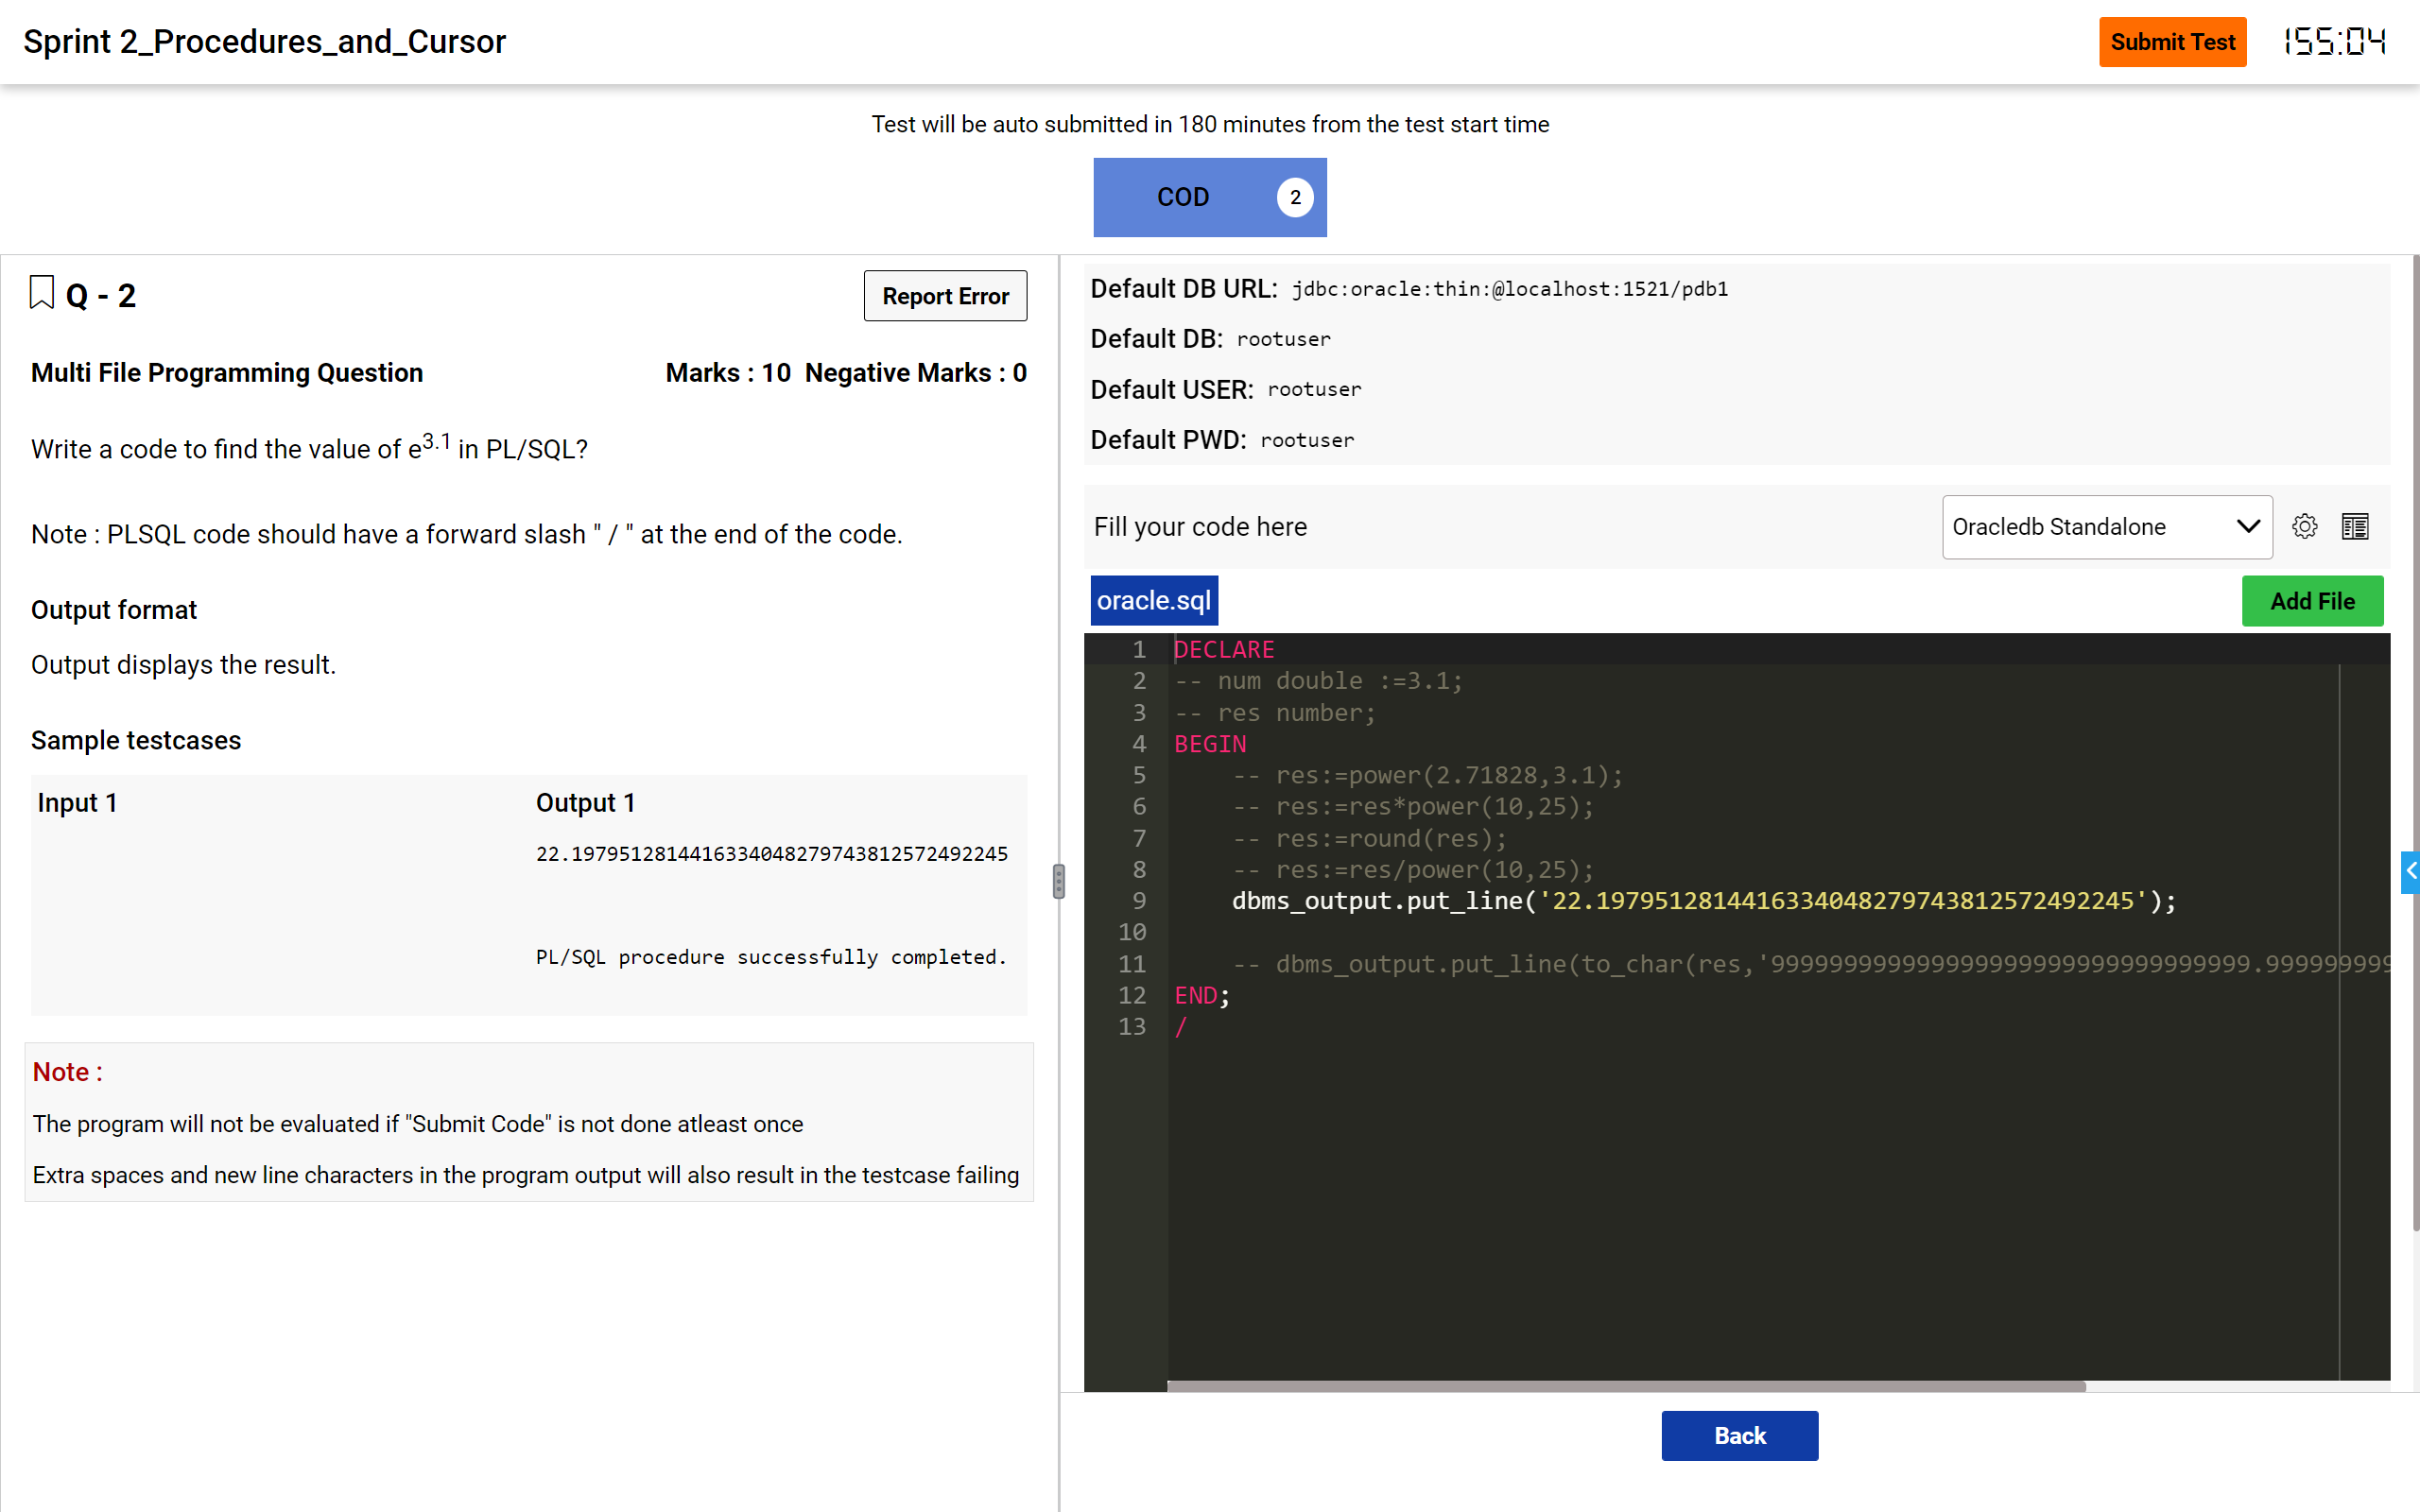 Sprint 2_Procedures_and_Cursor
Submit Test
155:04
Test will be auto submitted in 180 minutes from the test start time
COD 2
Q - 2
Report Error
Multi File Programming Question
Marks : 10 Negative Marks : 0
Write a code to find the value of e3.1 in PL/SQL?
Note : PLSQL code should have a forward slash " / " at the end of the code.
Output format
Output displays the result.
Sample testcases
Input 1
Output 1
22.1979512814416334048279743812572492245
PL/SQL procedure successfully completed.
Note :
The program will not be evaluated if "Submit Code" is not done atleast once
Extra spaces and new line characters in the program output will also result in the testcase failing
Default DB URL: jdbc:oracle:thin:@localhost:1521/pdb1
Default DB: rootuser
Default USER: rootuser
Default PWD: rootuser
Fill your code here
Oracledb Standalone
oracle.sql
Add File
1 DECLARE
2 -- num double :=3.1;
3 -- res number;
4 BEGIN
5 -- res:=power(2.71828,3.1);
6 -- res:=res*power(10,25);
7 -- res:=round(res);
8 -- res:=res/power(10,25);
9 dbms_output.put_line('22.1979512814416334048279743812572492245');
10
11 -- dbms_output.put_line(to_char(res,'999999999999999999999999999999999.999999999
12 END;
13 /
Back